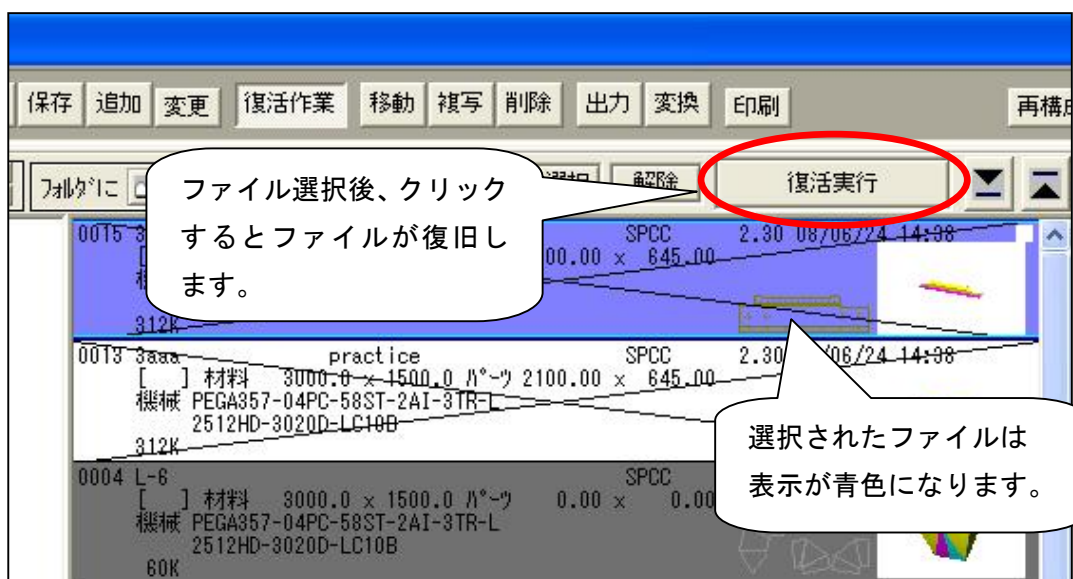 保存 追加 変更 復活作業 移動 複写 削除 出力 変換 印刷 再構成
ﾌｫﾙﾀﾞに 選択 解除 復活実行
ファイル選択後、クリック
するとファイルが復旧し
ます。
0015 3 SPCC 2.30 08/06/24 14:38
00.00 × 645.00
312K
0013 3aaa practice SPCC 2.30 /06/24 14:38
[ ] 材料 3000.0 × 1500.0 ﾊﾟｰﾂ 2100.00 × 645.00
機械 PEGA357-04PC-58ST-2AI-3TR-L
2512HD-3020D-LC10B
312K
選択されたファイルは
表示が青色になります。
0004 L-6 SPCC
[ ] 材料 3000.0 × 1500.0 ﾊﾟｰﾂ 0.00 × 0.00
機械 PEGA357-04PC-58ST-2AI-3TR-L
2512HD-3020D-LC10B
60K